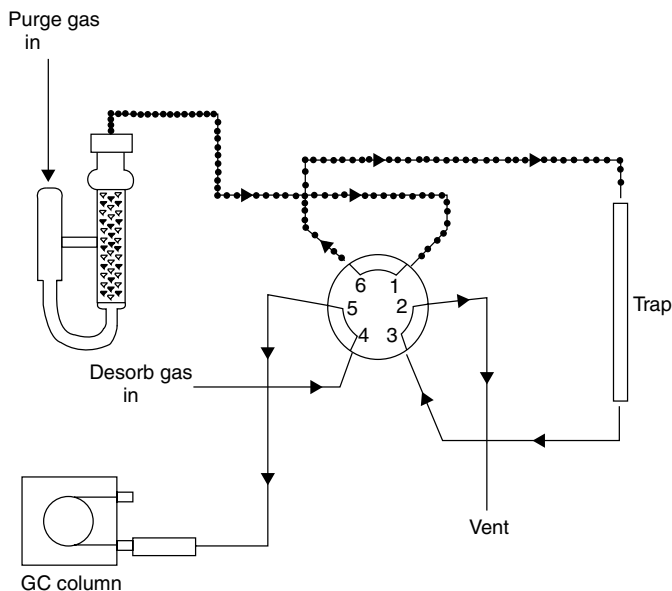 Purge gas
in
6
1
5
2
4
3
Trap
Desorb gas
in
Vent
GC column